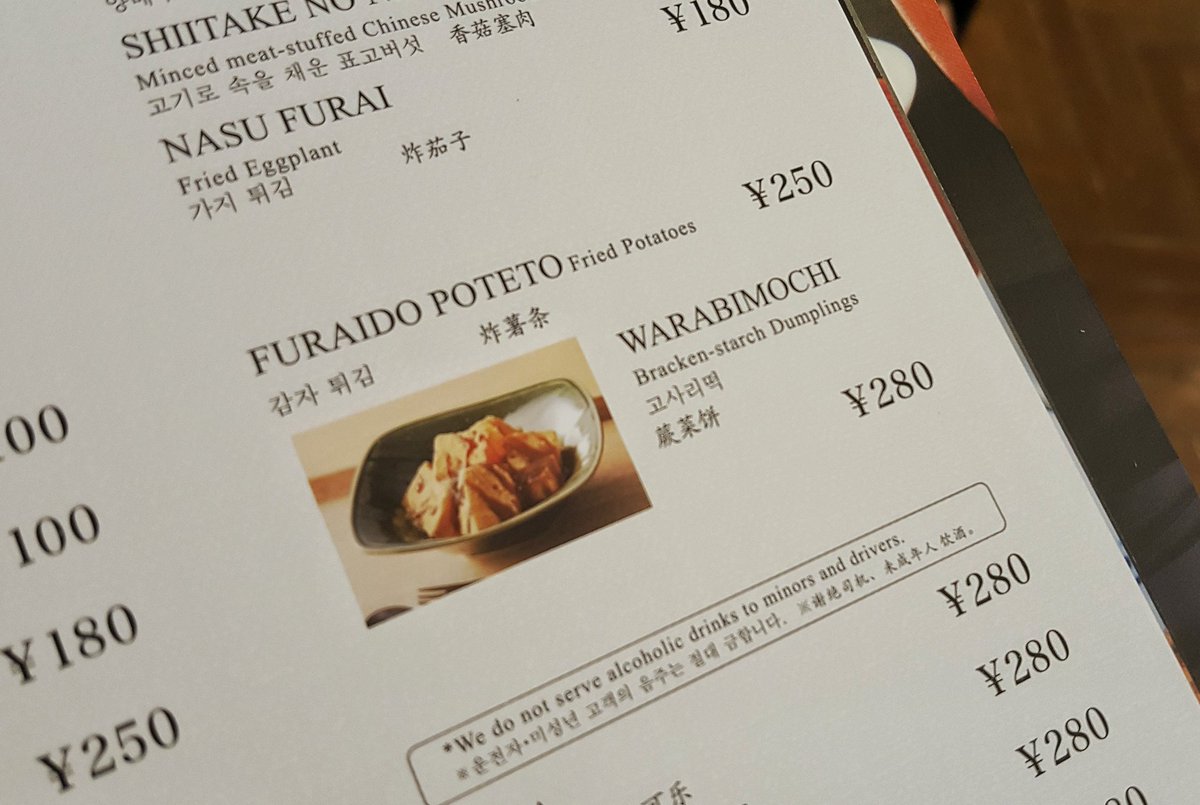 SHIITAKE NO
Minced meat-stuffed Chinese
고기로 속을 채운 표고버섯 香菇塞肉
¥180
NASU FURAI
Fried Eggplant 炸茄子
가지 튀김
¥250
FURAIDO POTETO Fried Potatoes
감자 튀김 炸薯条
WARABIMOCHI
Bracken-starch Dumplings
고사리떡
蕨菜饼
¥280
*We do not serve alcoholic drinks to minors and drivers.
※운전자·미성년 고객의 음주는 절대 금합니다. ※谢绝司机、未成年人饮酒。
¥280
¥280
¥280
可乐
100
¥180
¥250